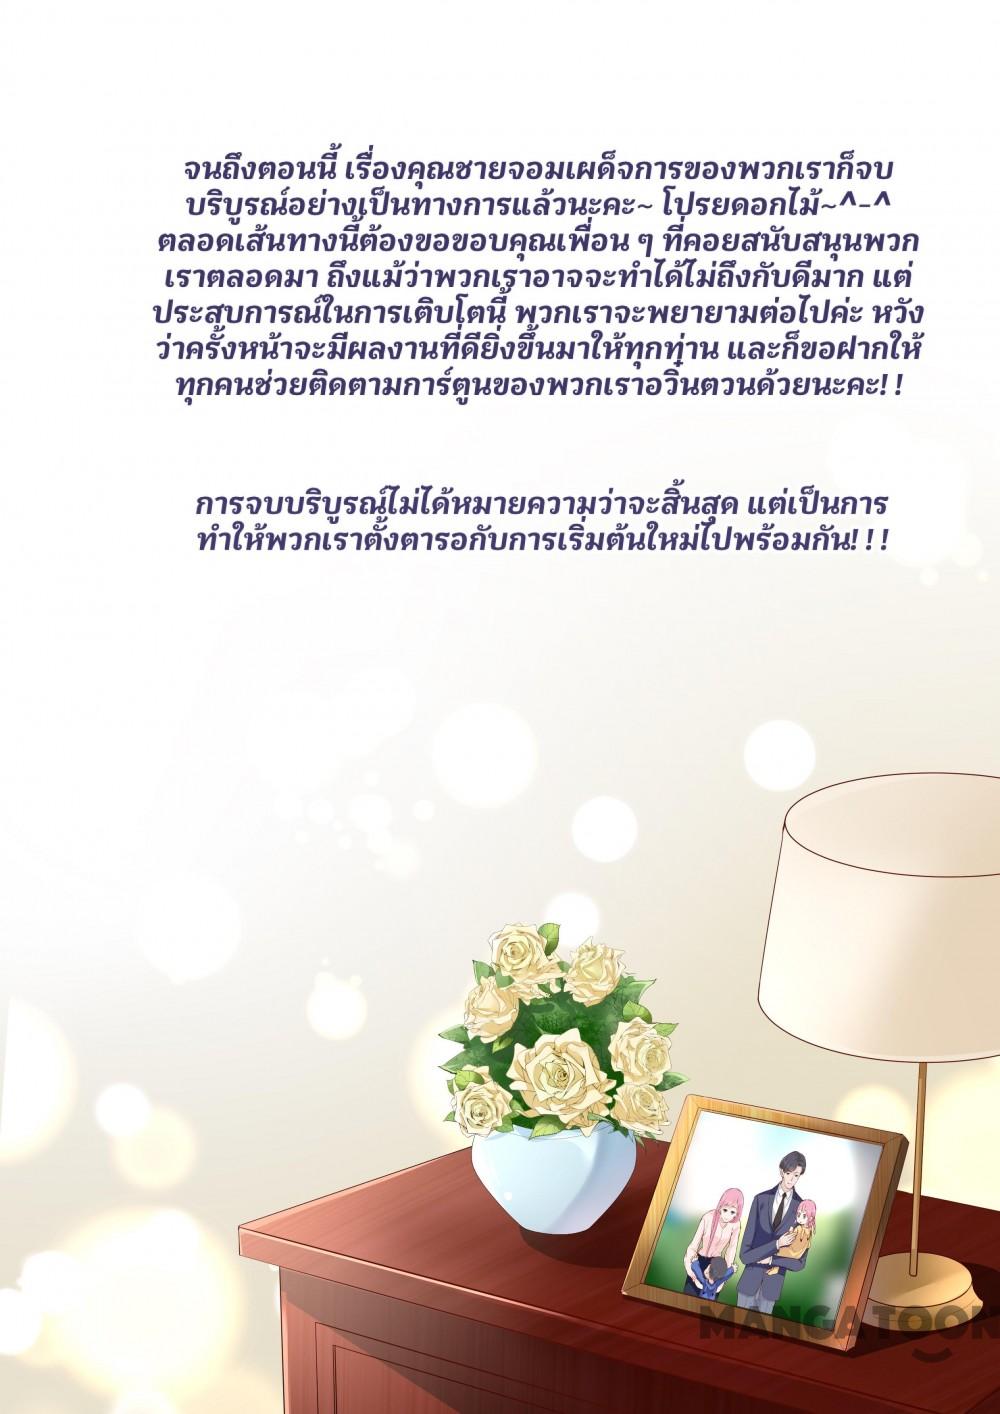 จนถึงตอนนี้ เรื่องคุณชายจอมเผด็จการของพวกเราก็จบ
บริบูรณ์อย่างเป็นทางการแล้วนะคะ~ โปรยดอกไม้~^-^
ตลอดเส้นทางนี้ต้องขอขอบคุณเพื่อน ๆ ที่คอยสนับสนุนพวก
เราตลอดมา ถึงแม้ว่าพวกเราอาจจะทำได้ไม่ถึงกับดีมาก แต่
ประสบการณ์ในการเติบโตนี้ พวกเราจะพยายามต่อไปค่ะ หวัง
ว่าครั้งหน้าจะมีผลงานที่ดียิ่งขึ้นมาให้ทุกท่าน และก็ขอฝากให้
ทุกคนช่วยติดตามการ์ตูนของพวกเราอวิ๋นตวนด้วยนะคะ!!
การจบบริบูรณ์ไม่ได้หมายความว่าจะสิ้นสุด แต่เป็นการ
ทำให้พวกเราตั้งตารอกับการเริ่มต้นใหม่ไปพร้อมกัน!!!
MANGATOON